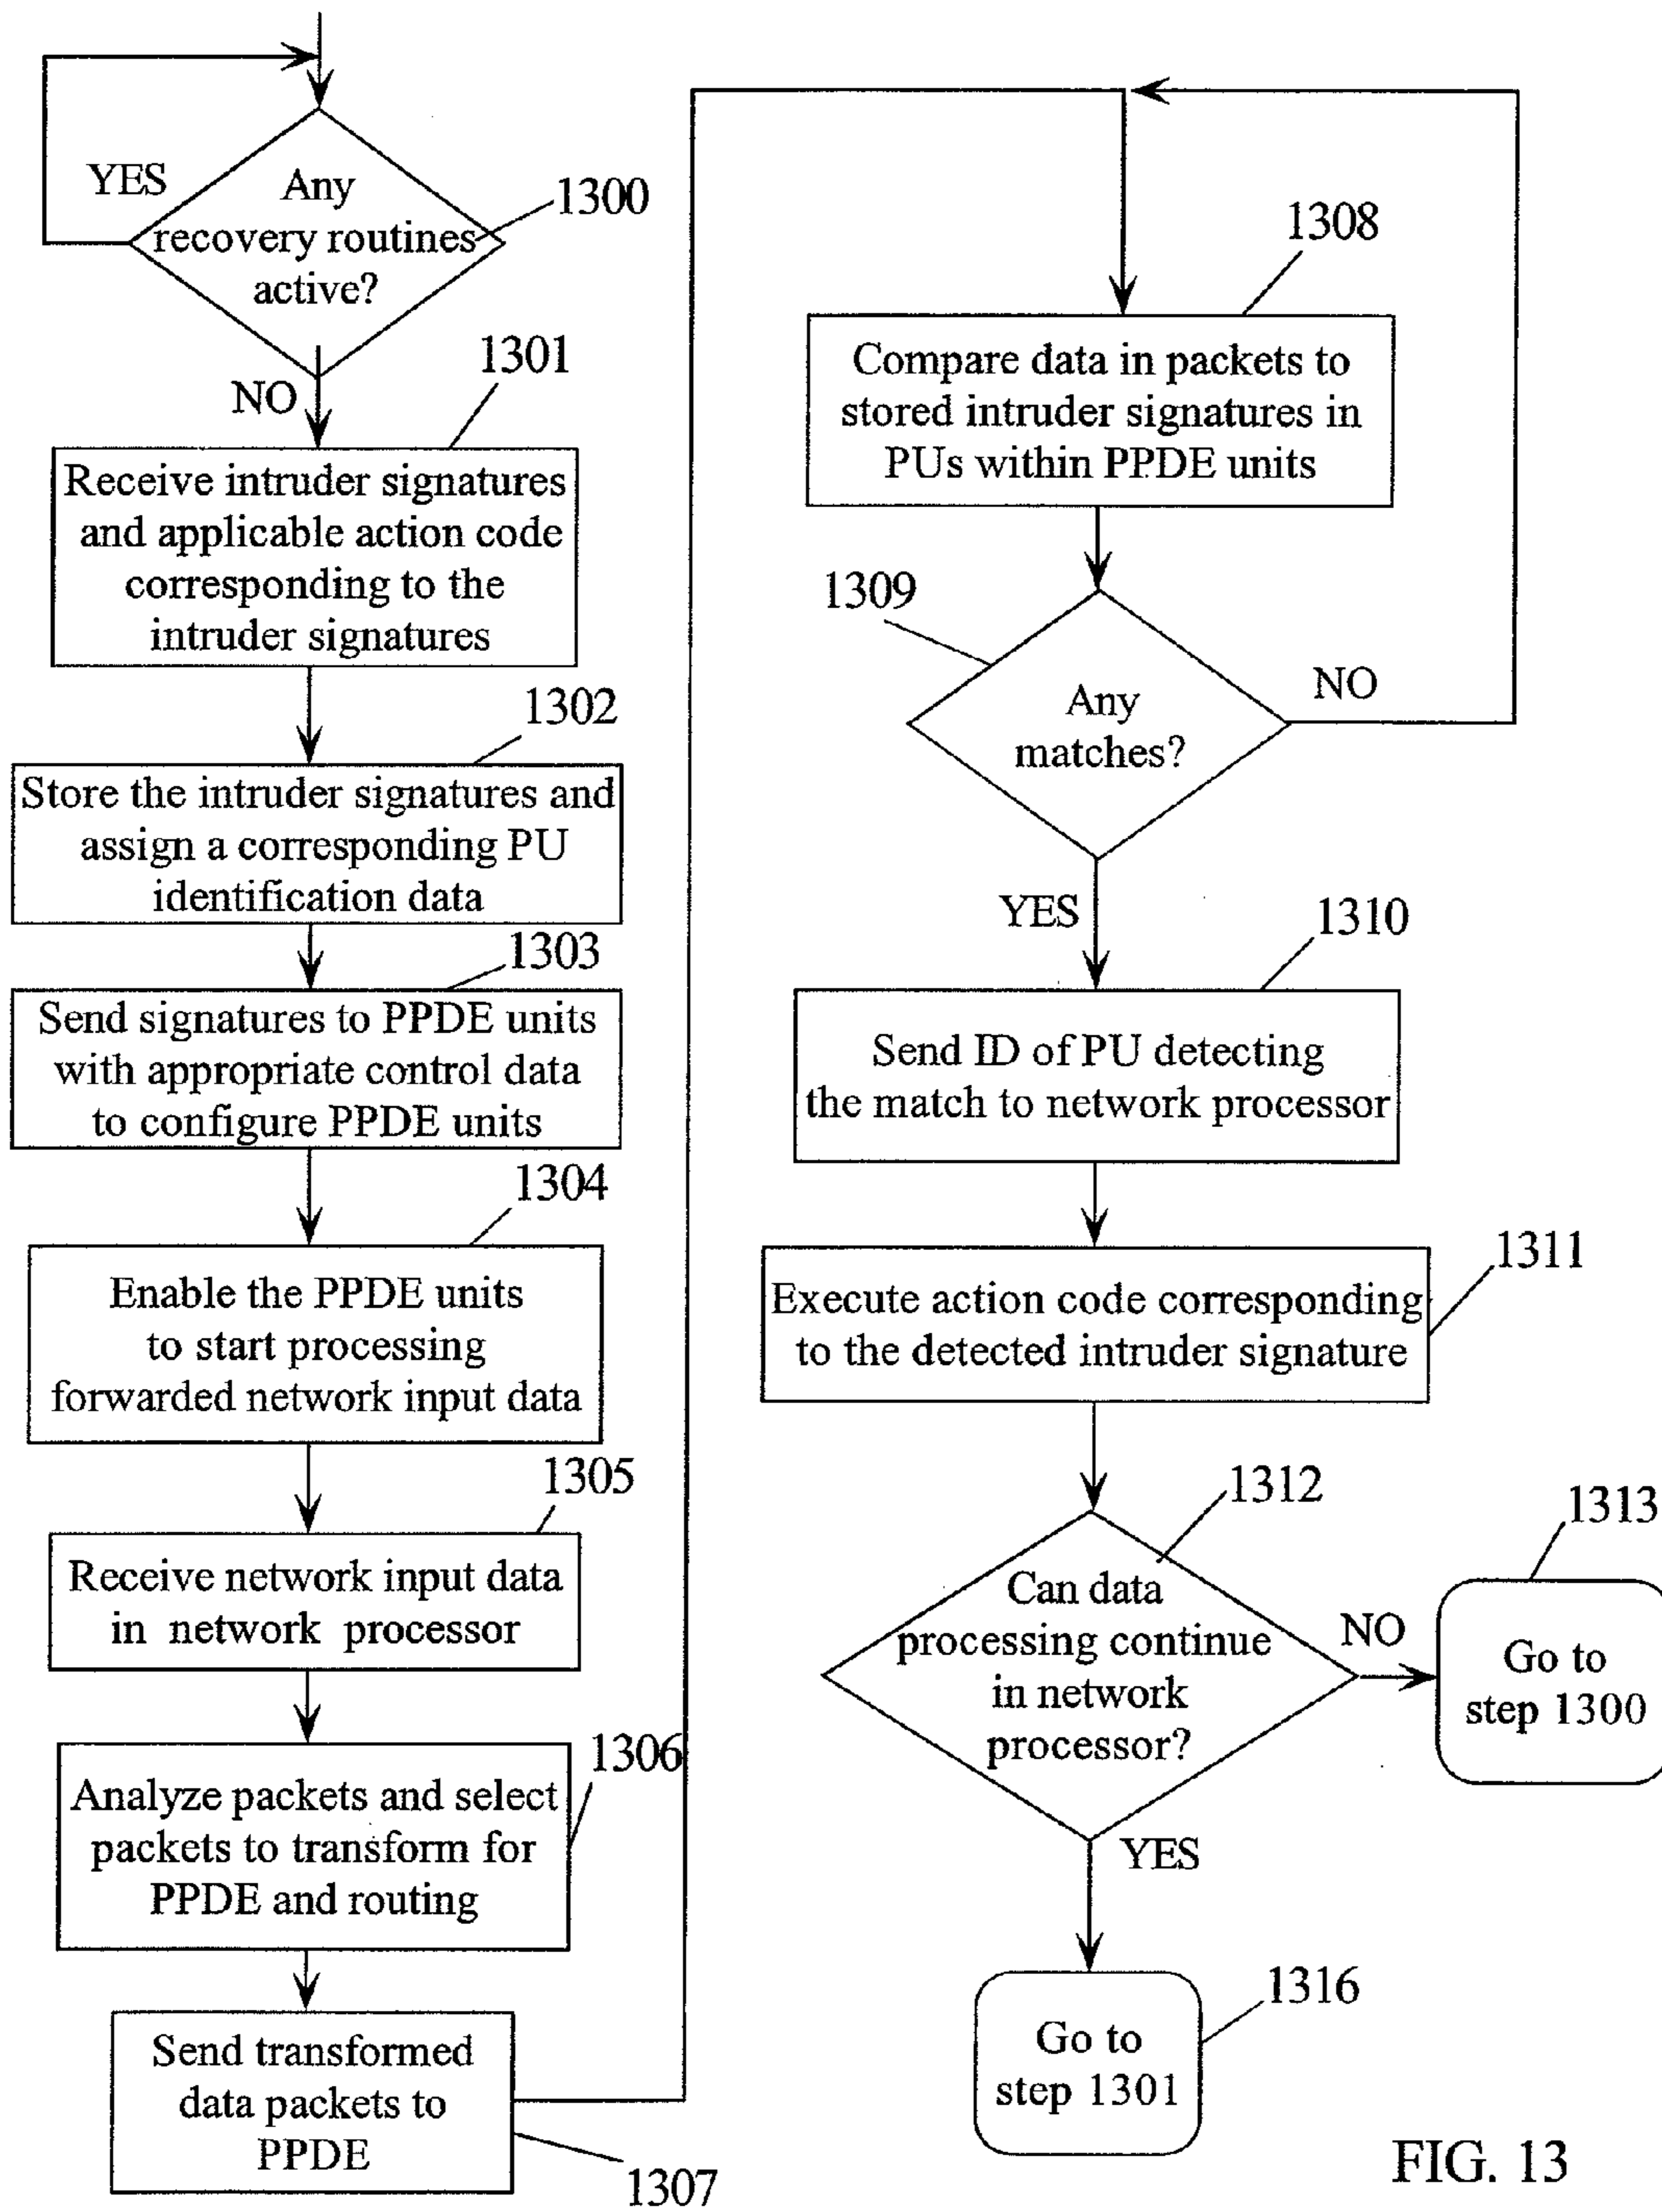 YES
Any
recovery routines
active?
1300
NO
1301
Receive intruder signatures
and applicable action code
corresponding to the
intruder signatures
1302
Store the intruder signatures and
assign a corresponding PU
identification data
1303
Send signatures to PPDE units
with appropriate control data
to configure PPDE units
1304
Enable the PPDE units
to start processing
forwarded network input data
1305
Receive network input data
in network processor
1306
Analyze packets and select
packets to transform for
PPDE and routing
Send transformed
data packets to
PPDE
1307
1308
Compare data in packets to
stored intruder signatures in
PUs within PPDE units
1309
Any
matches?
NO
YES
1310
Send ID of PU detecting
the match to network processor
1311
Execute action code corresponding
to the detected intruder signature
1312
Can data
processing continue
in network
processor?
NO
1313
Go to
step 1300
YES
1316
Go to
step 1301
FIG. 13